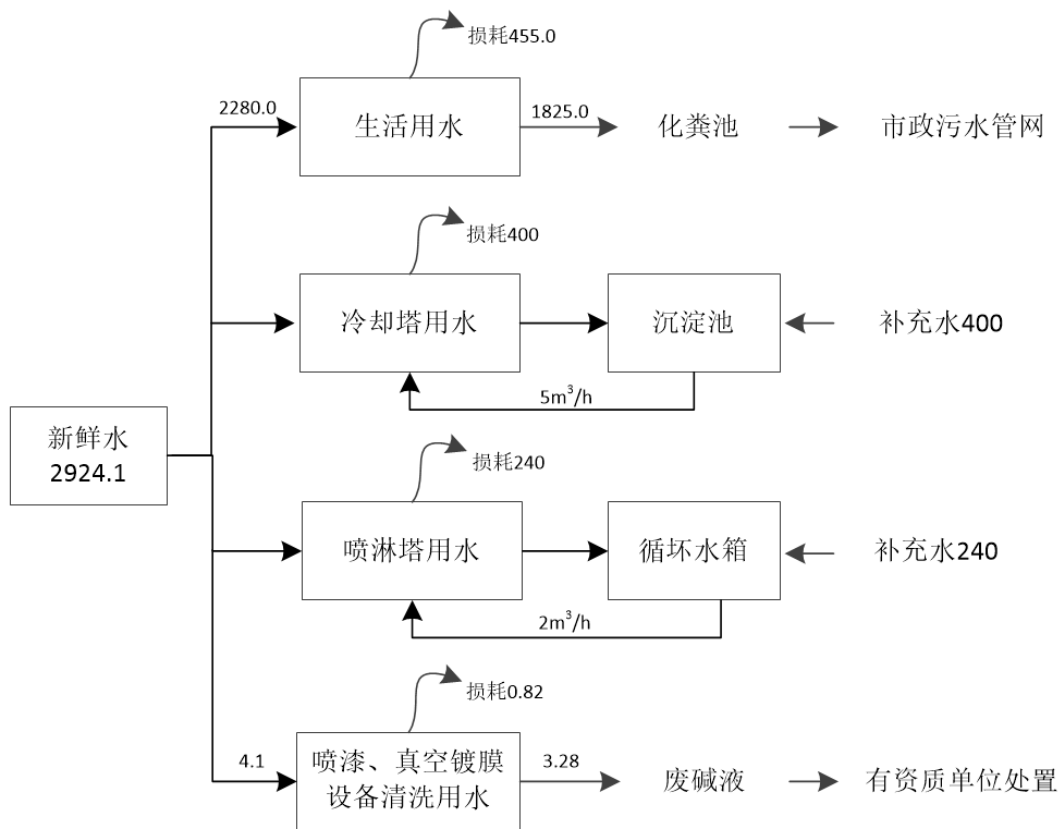 损耗455.0
2280.0
生活用水
1825.0
化粪池
市政污水管网
损耗400
冷却塔用水
沉淀池
补充水400
5m³/h
新鲜水
2924.1
损耗240
喷淋塔用水
循坏水箱
补充水240
2m³/h
损耗0.82
4.1
喷漆、真空镀膜
设备清洗用水
3.28
废碱液
有资质单位处置